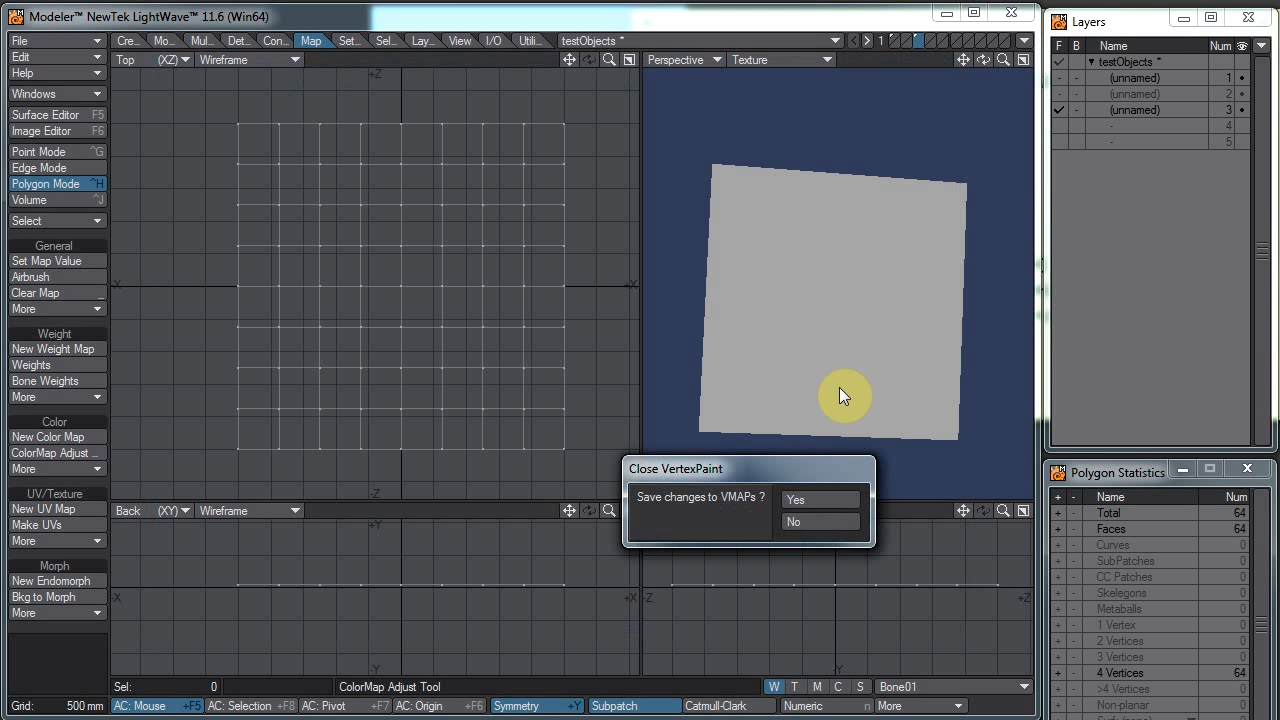 Modeler™ NewTek LightWave™ 11.6 (Win64)
File
Edit
Help
Windows
Surface Editor F5
Image Editor F6
Point Mode ^G
Edge Mode
Polygon Mode ^H
Volume ^J
Select
General
Set Map Value
Airbrush
Clear Map _
More
Weight
New Weight Map
Weights
Bone Weights
More
Color
New Color Map
ColorMap Adjust ...
More
UV/Texture
New UV Map
Make UVs
More
Morph
New Endomorph
Bkg to Morph
More
Cre... Mo... Mul... Det... Con... Map Set... Sel... Lay... View I/O Utili... testObjects * < > 1
Top (XZ) Wireframe
+Z
-X
+X
-Z
Perspective Texture
Back (XY) Wireframe
+Y
-X
+X
-Y
-Z
+Z
-Y
Close VertexPaint
Save changes to VMAPs ?
Yes
No
Sel: 0 ColorMap Adjust Tool W T M C S Bone01
Grid: 500 mm AC: Mouse +F5 AC: Selection +F8 AC: Pivot +F7 AC: Origin +F6 Symmetry +Y Subpatch Catmull-Clark Numeric n More
Layers
F B Name Num
testObjects *
- - (unnamed) 1
- - (unnamed) 2
- (unnamed) 3
- 4
- 5
Polygon Statistics
+ - Name Num
+ - Total 64
+ - Faces 64
+ - Curves 0
+ - SubPatches 0
+ - CC Patches 0
+ - Skelegons 0
+ - Metaballs 0
+ - 1 Vertex 0
+ - 2 Vertices 0
+ - 3 Vertices 0
+ - 4 Vertices 64
+ - >4 Vertices 0
+ - Non-planar 0